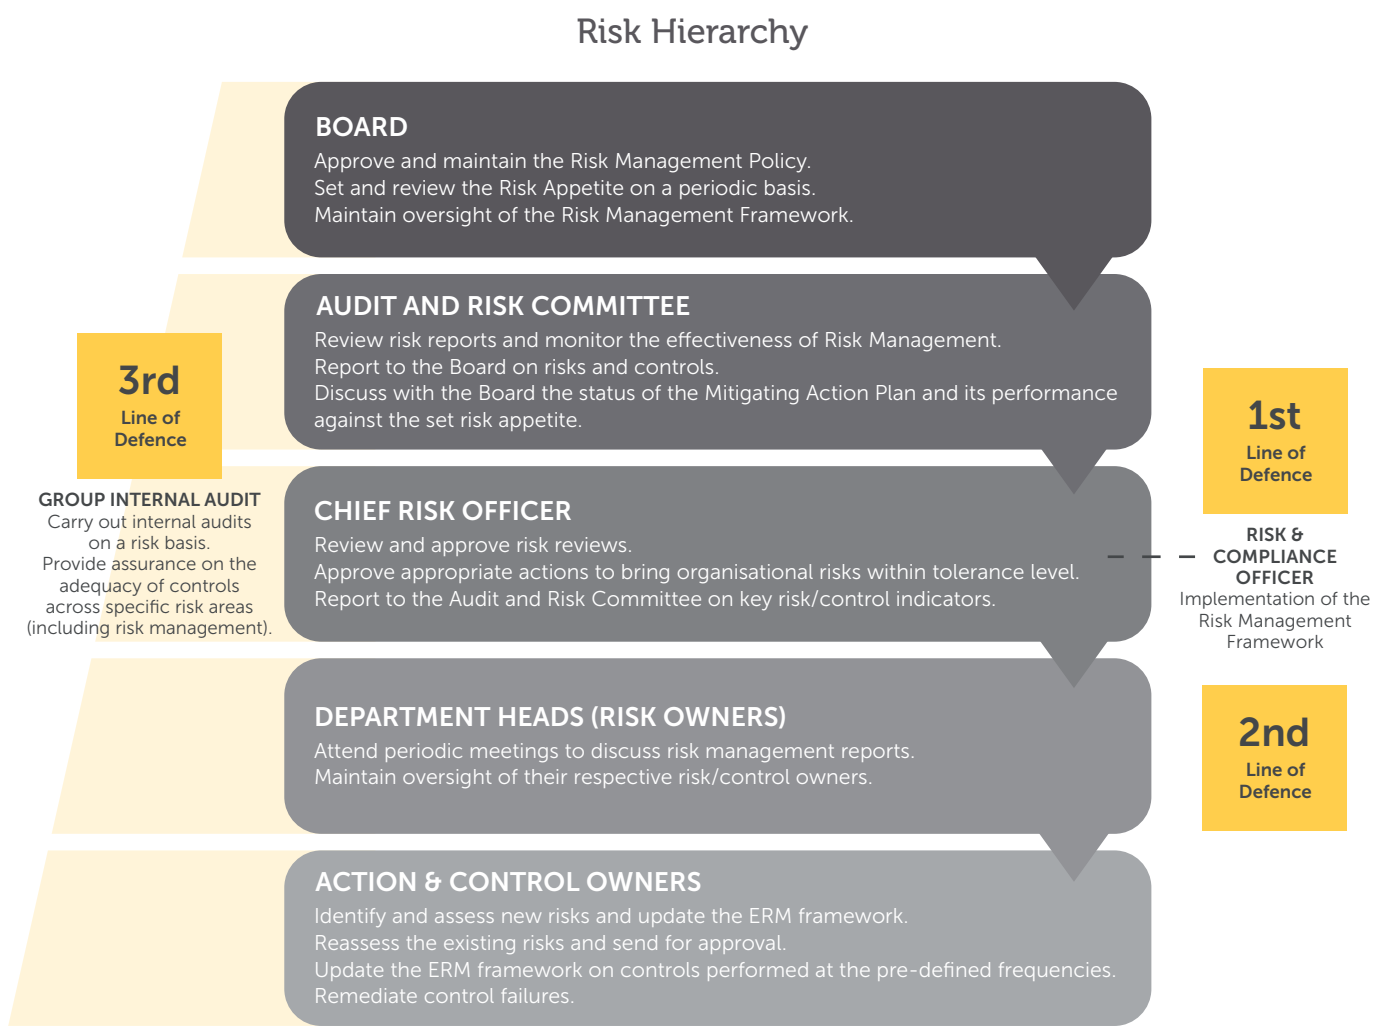 Risk Hierarchy
BOARD
Approve and maintain the Risk Management Policy.
Set and review the Risk Appetite on a periodic basis.
Maintain oversight of the Risk Management Framework.
AUDIT AND RISK COMMITTEE
Review risk reports and monitor the effectiveness of Risk Management.
Report to the Board on risks and controls.
Discuss with the Board the status of the Mitigating Action Plan and its performance
against the set risk appetite.
3rd
Line of
Defence
GROUP INTERNAL AUDIT
Carry out internal audits
on a risk basis.
Provide assurance on the
adequacy of controls
across specific risk areas
(including risk management).
CHIEF RISK OFFICER
Review and approve risk reviews.
Approve appropriate actions to bring organisational risks within tolerance level.
Report to the Audit and Risk Committee on key risk/control indicators.
1st
Line of
Defence
RISK &
COMPLIANCE
OFFICER
Implementation of the
Risk Management
Framework
DEPARTMENT HEADS (RISK OWNERS)
Attend periodic meetings to discuss risk management reports.
Maintain oversight of their respective risk/control owners.
2nd
Line of
Defence
ACTION & CONTROL OWNERS
Identify and assess new risks and update the ERM framework.
Reassess the existing risks and send for approval.
Update the ERM framework on controls performed at the pre-defined frequencies.
Remediate control failures.